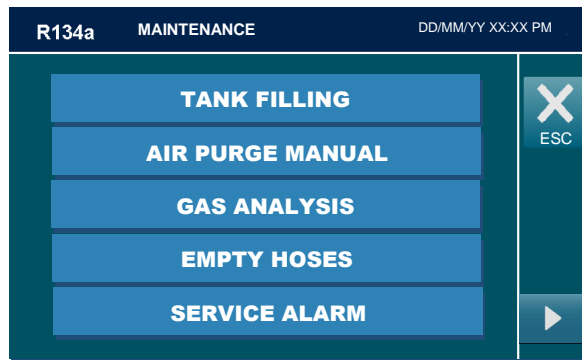 R134a MAINTENANCE DD/MM/YY XX:XX PM
TANK FILLING
ESC
AIR PURGE MANUAL
GAS ANALYSIS
EMPTY HOSES
SERVICE ALARM